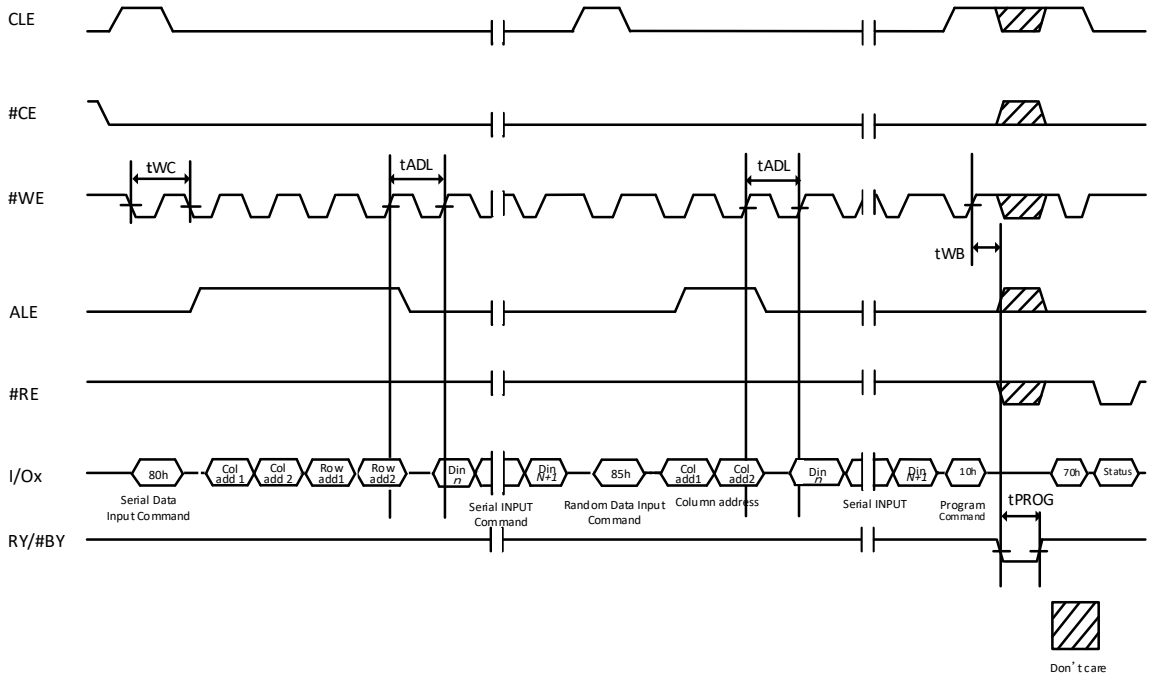 CLE
#CE
tWC
tADL
tADL
#WE
tWB
ALE
#RE
I/Ox
80h
Col
add 1
Col
add 2
Row
add1
Row
add2
Din
n
Din
N+1
85h
Col
add1
Col
add2
Din
n
Din
N+1
10h
70h
Status
Serial Data
Input Command
Serial INPUT
Command
Random Data Input
Command
Column address
Serial INPUT
Program
Command
tPROG
RY/#BY
Don't care